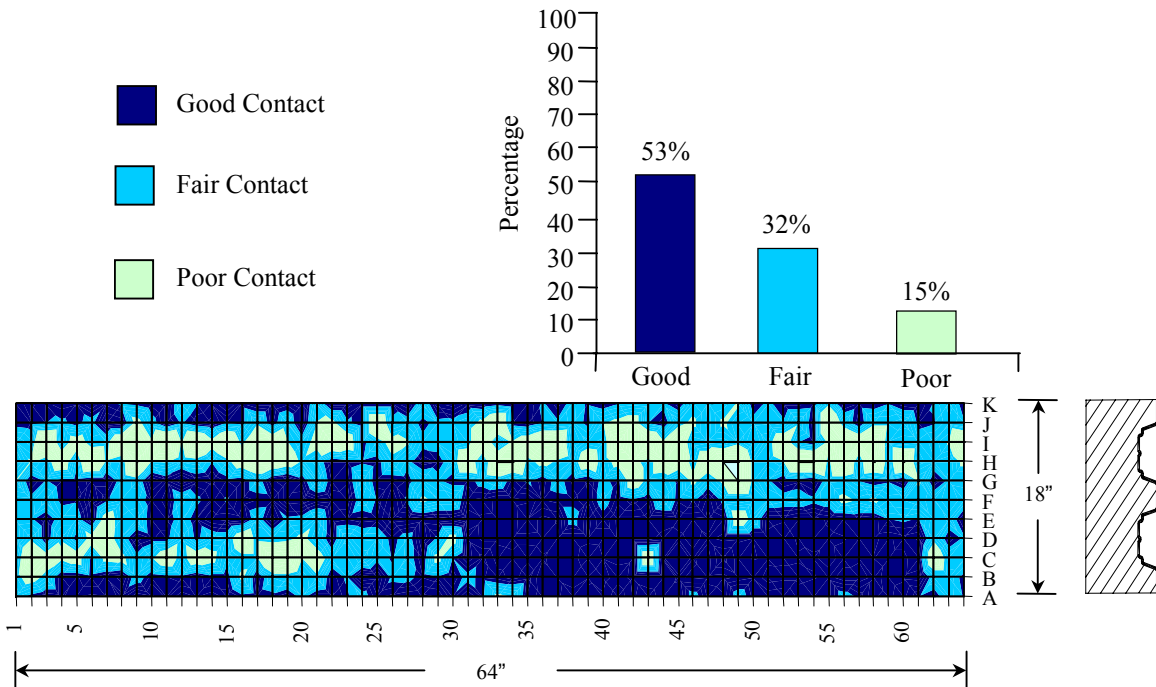 Good Contact
Fair Contact
Poor Contact
Percentage
100
90
80
70
60
50
40
30
20
10
0
53%
32%
15%
Good Fair Poor
K
J
I
H
G
F
E
D
C
B
A
18”
1 5 10 15 20 25 30 35 40 45 50 55 60
64”